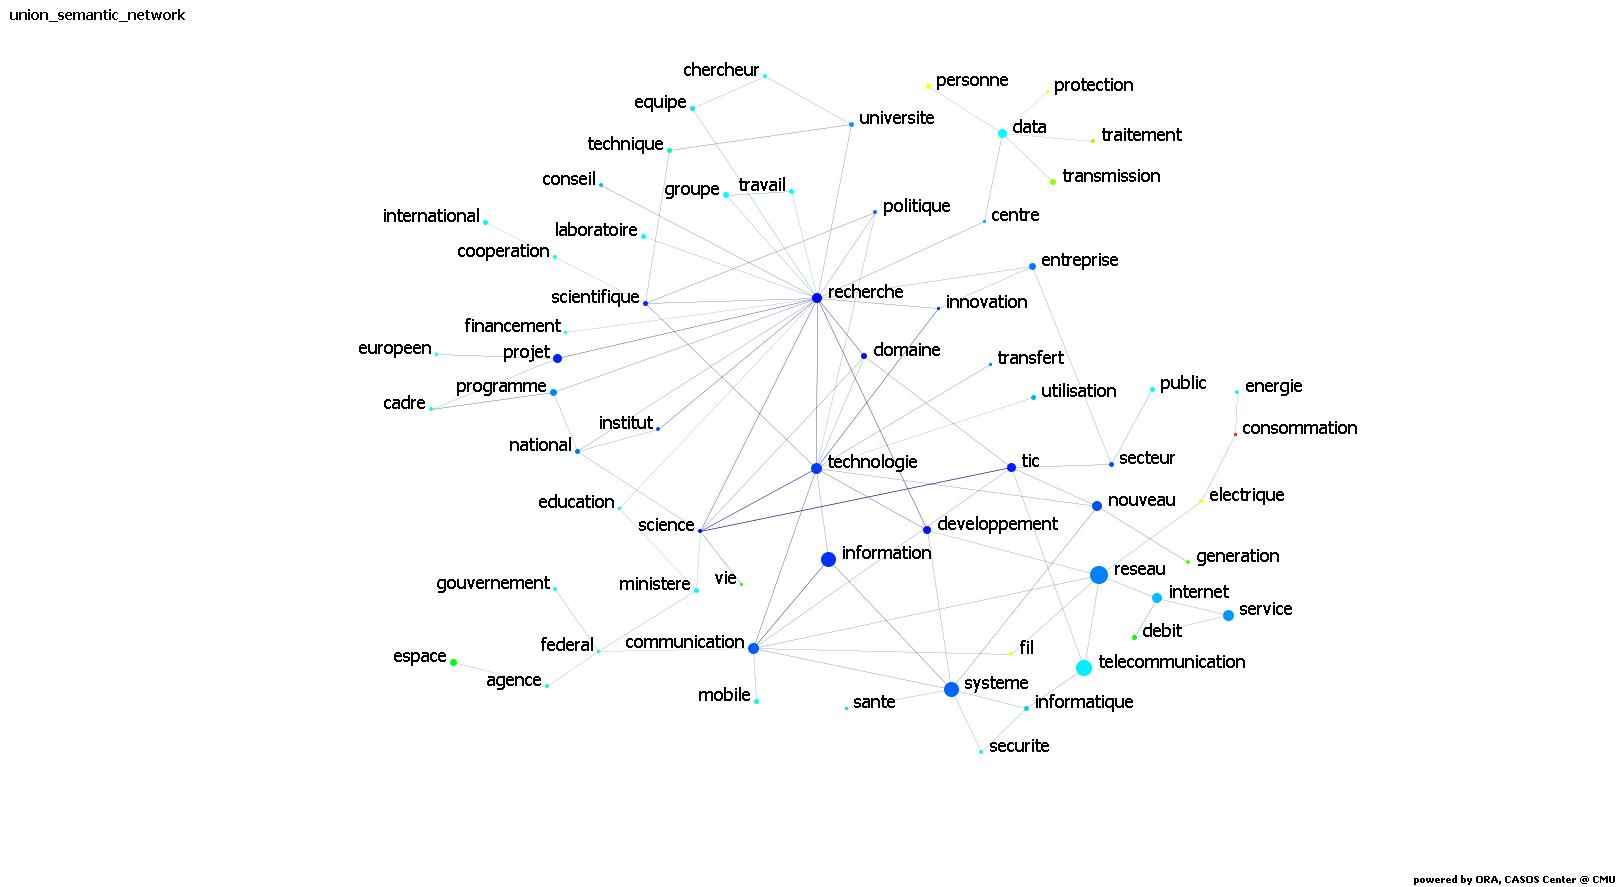 union_semantic_network
chercheur
personne
protection
equipe
universite
data
traitement
technique
transmission
conseil
groupe
travail
politique
international
centre
laboratoire
cooperation
entreprise
scientifique
recherche
innovation
financement
europeen
projet
domaine
transfert
programme
public
energie
utilisation
cadre
institut
consommation
national
technologie
tic
secteur
education
nouveau
electrique
science
developpement
information
generation
reseau
gouvernement
ministere
vie
internet
service
debit
federal
communication
fil
espace
telecommunication
agence
systeme
mobile
sante
informatique
securite
powered by ORA, CASOS Center @ CMU